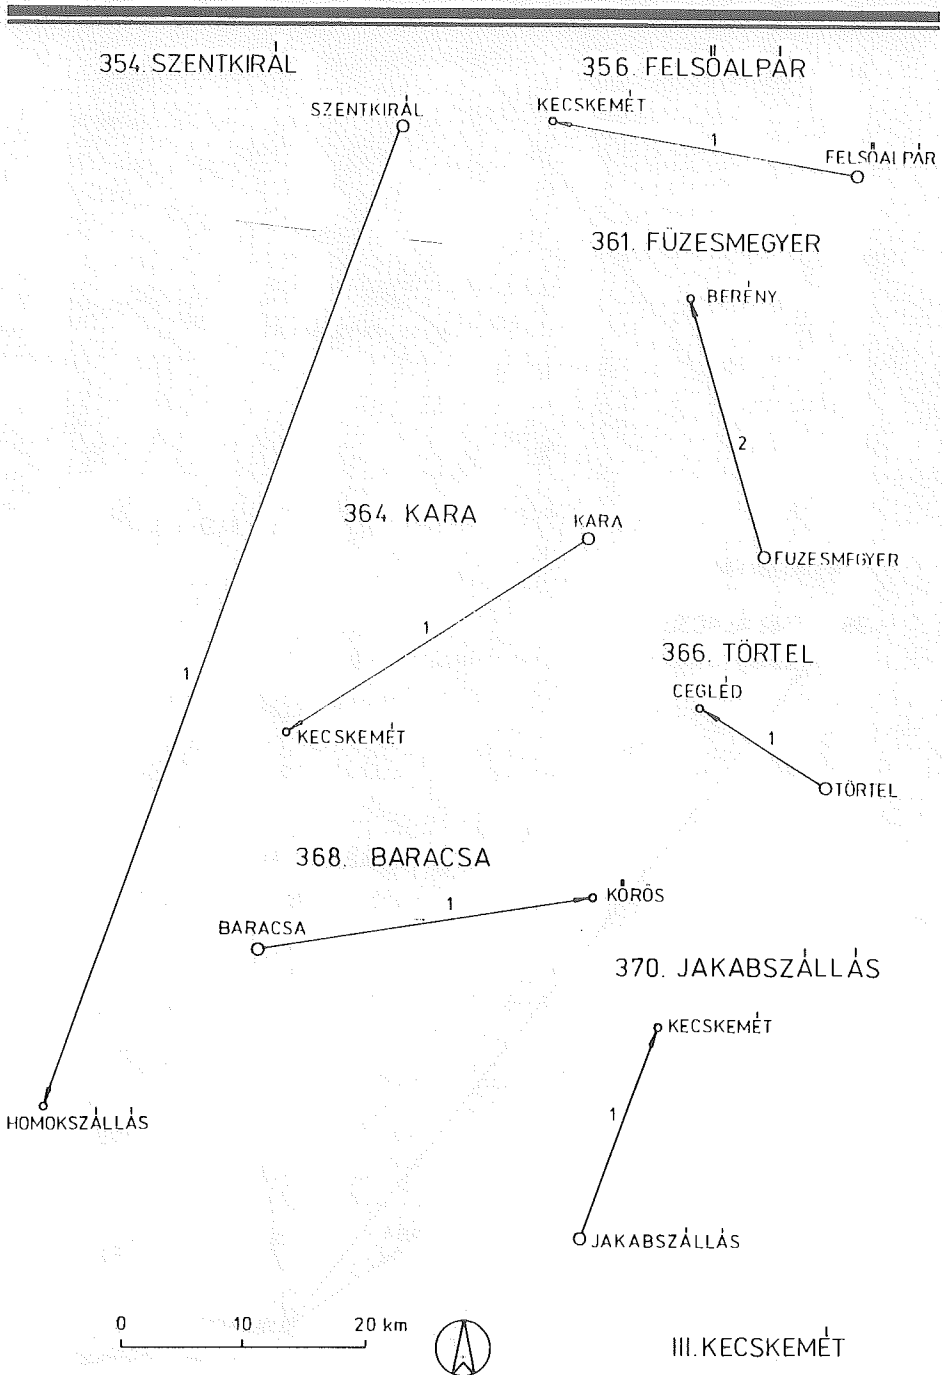 354. SZENTKIRÁL
356. FELSŐALPÁR
SZENTKIRÁL
KECSKEMÉT
1
FELSŐALPÁR
361. FÜZESMEGYER
BERÉNY
2
FÜZESMEGYER
364. KARA
KARA
1
KECSKEMÉT
1
366. TÖRTEL
CEGLÉD
1
TÖRTEL
368. BARACSA
BARACSA
1
KŐRÖS
370. JAKABSZÁLLÁS
KECSKEMÉT
1
JAKABSZÁLLÁS
HOMOKSZÁLLÁS
0 10 20 km
III. KECSKEMÉT